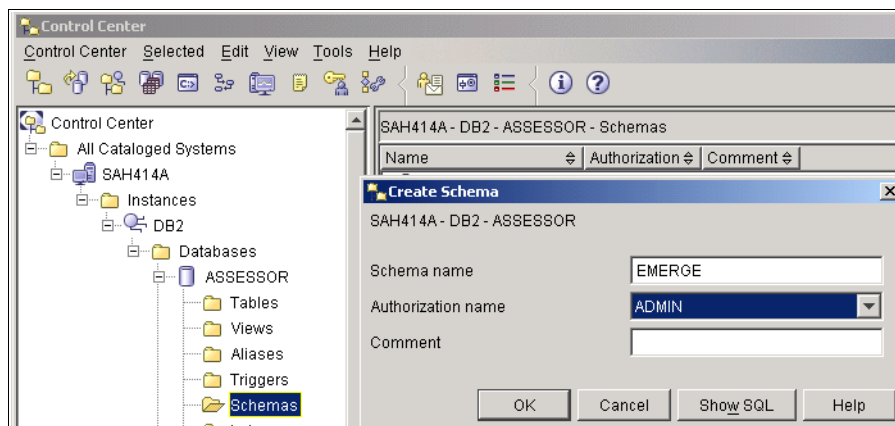 Control Center
Control Center Selected Edit View Tools Help
Control Center
All Cataloged Systems
SAH414A
Instances
DB2
Databases
ASSESSOR
Tables
Views
Aliases
Triggers
Schemas
SAH414A - DB2 - ASSESSOR - Schemas
Name Authorization Comment
Create Schema
SAH414A - DB2 - ASSESSOR
Schema name EMERGE
Authorization name ADMIN
Comment
OK Cancel Show SQL Help